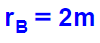 r_B = 2m